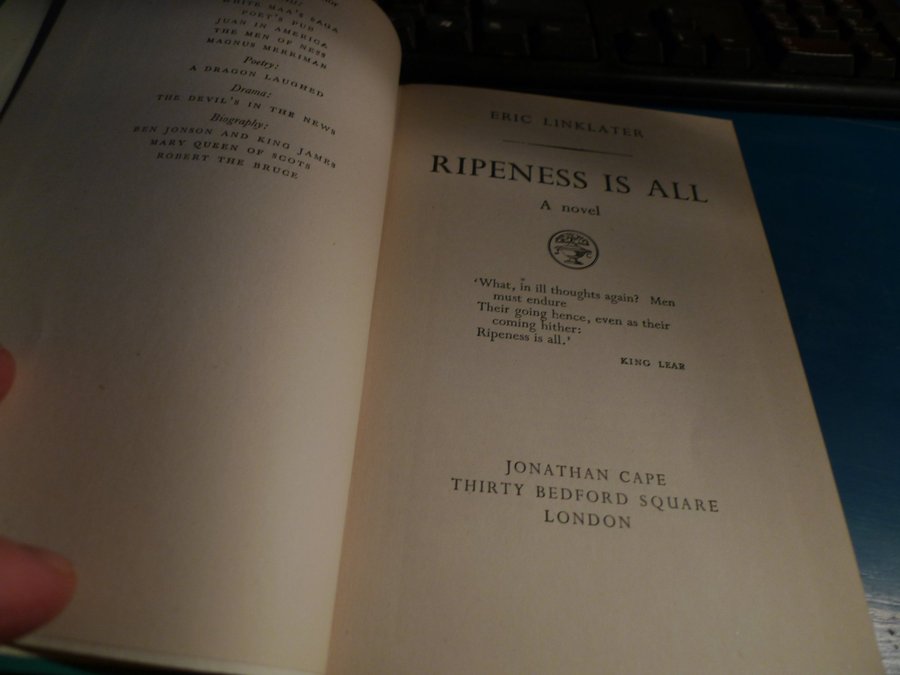 WHITE MAA'S SAGA
POET'S PUB
JUAN IN AMERICA
THE MEN OF NESS
MAGNUS MERRIMAN
Poetry:
A DRAGON LAUGHED
Drama:
THE DEVIL'S IN THE NEWS
Biography:
BEN JONSON AND KING JAMES
MARY QUEEN OF SCOTS
ROBERT THE BRUCE
ERIC LINKLATER
RIPENESS IS ALL
A novel
'What, in ill thoughts again? Men
must endure
Their going hence, even as their
coming hither:
Ripeness is all.'
KING LEAR
JONATHAN CAPE
THIRTY BEDFORD SQUARE
LONDON